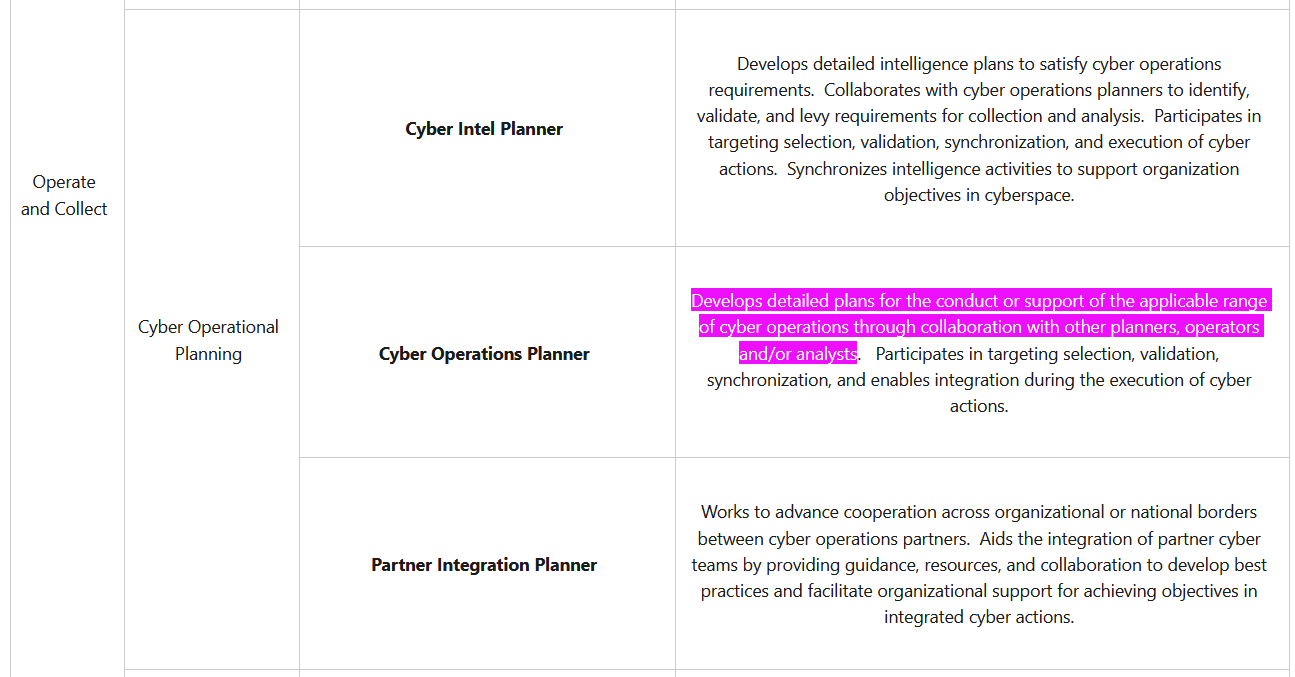 Operate
and Collect
Cyber Operational
Planning
Cyber Intel Planner
Develops detailed intelligence plans to satisfy cyber operations
requirements.  Collaborates with cyber operations planners to identify,
validate, and levy requirements for collection and analysis.  Participates in
targeting selection, validation, synchronization, and execution of cyber
actions.  Synchronizes intelligence activities to support organization
objectives in cyberspace.
Cyber Operations Planner
Develops detailed plans for the conduct or support of the applicable range
of cyber operations through collaboration with other planners, operators
and/or analysts.   Participates in targeting selection, validation,
synchronization, and enables integration during the execution of cyber
actions.
Partner Integration Planner
Works to advance cooperation across organizational or national borders
between cyber operations partners.  Aids the integration of partner cyber
teams by providing guidance, resources, and collaboration to develop best
practices and facilitate organizational support for achieving objectives in
integrated cyber actions.